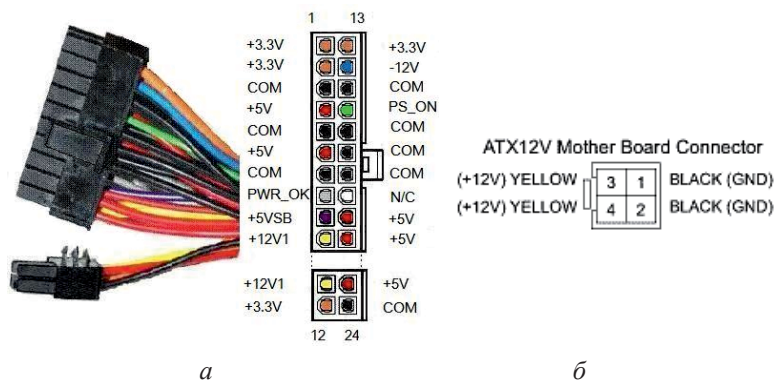 1 13
+3.3V +3.3V
+3.3V -12V
COM COM
+5V PS_ON
COM COM
+5V COM
COM COM
PWR_OK N/C
+5VSB +5V
+12V1 +5V
+12V1 +5V
+3.3V COM
12 24
а
ATX12V Mother Board Connector
(+12V) YELLOW 3 1 BLACK (GND)
(+12V) YELLOW 4 2 BLACK (GND)
б